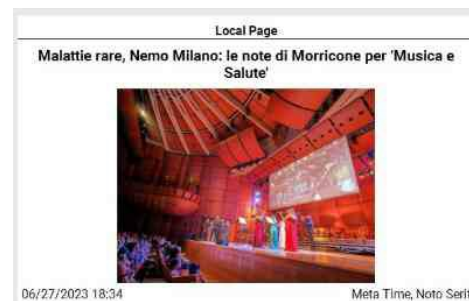 Local Page
Malattie rare, Nemo Milano: le note di Morricone per 'Musica e
Salute'
06/27/2023 18:34
Meta Time, Noto Serif